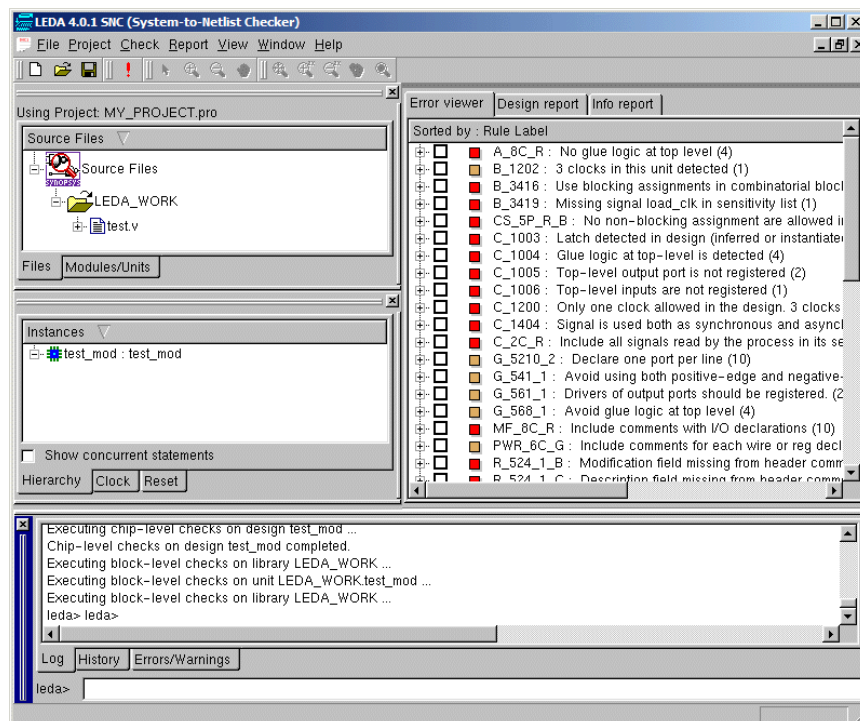 LEDA 4.0.1 SNC (System-to-Netlist Checker)
File Project Check Report View Window Help
Using Project: MY_PROJECT.pro
Source Files
Source Files
SYNOPSYS
LEDA_WORK
test.v
Files Modules/Units
Instances
test_mod : test_mod
Show concurrent statements
Hierarchy Clock Reset
Error viewer Design report Info report
Sorted by : Rule Label
A_8C_R : No glue logic at top level (4)
B_1202 : 3 clocks in this unit detected (1)
B_3416 : Use blocking assignments in combinatorial
B_3419 : Missing signal load_clk in sensitivity list (1)
CS_5P_R_B : No non-blocking assignment are allowed
C_1003 : Latch detected in design (inferred or instantiate
C_1004 : Glue logic at top-level is detected (4)
C_1005 : Top-level output port is not registered (2)
C_1006 : Top-level inputs are not registered (1)
C_1200 : Only one clock allowed in the design. 3 clocks
C_1404 : Signal is used both as synchronous and
C_2C_R : Include all signals read by the process in its se
G_5210_2 : Declare one port per line (10)
G_541_1 : Avoid using both positive-edge and negative-
G_561_1 : Drivers of output ports should be registered. (2
G_568_1 : Avoid glue logic at top level (4)
MF_8C_R : Include comments with I/O declarations (10)
PWR_6C_G : Include comments for each wire or reg decl
R_524_1_B : Modification field missing from header comm
R_524_1_C : Description field missing from header comm
Executing chip-level checks on design test_mod ...
Chip-level checks on design test_mod completed.
Executing block-level checks on library LEDA_WORK ...
Executing block-level checks on unit LEDA_WORK.test_mod ...
Executing block-level checks on library LEDA_WORK ...
leda> leda>
Log History Errors/Warnings
leda>